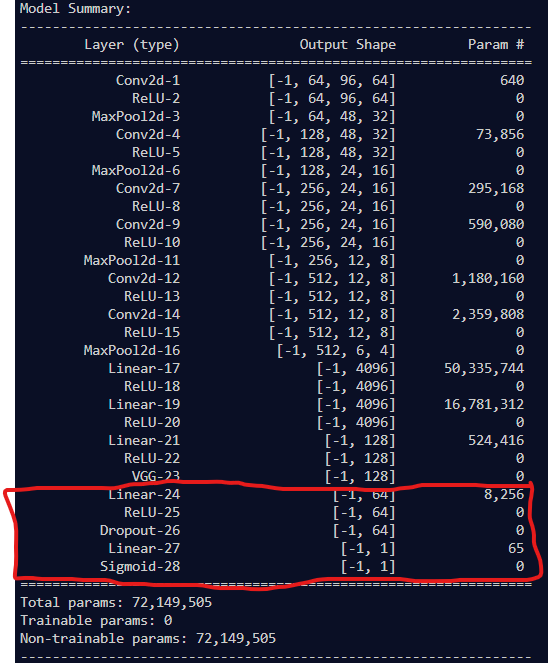 Model Summary:
----------------------------------------------------------------
Layer (type) Output Shape Param #
================================================================
Conv2d-1 [-1, 64, 96, 64] 640
ReLU-2 [-1, 64, 96, 64] 0
MaxPool2d-3 [-1, 64, 48, 32] 0
Conv2d-4 [-1, 128, 48, 32] 73,856
ReLU-5 [-1, 128, 48, 32] 0
MaxPool2d-6 [-1, 128, 24, 16] 0
Conv2d-7 [-1, 256, 24, 16] 295,168
ReLU-8 [-1, 256, 24, 16] 0
Conv2d-9 [-1, 256, 24, 16] 590,080
ReLU-10 [-1, 256, 24, 16] 0
MaxPool2d-11 [-1, 256, 12, 8] 0
Conv2d-12 [-1, 512, 12, 8] 1,180,160
ReLU-13 [-1, 512, 12, 8] 0
Conv2d-14 [-1, 512, 12, 8] 2,359,808
ReLU-15 [-1, 512, 12, 8] 0
MaxPool2d-16 [-1, 512, 6, 4] 0
Linear-17 [-1, 4096] 50,335,744
ReLU-18 [-1, 4096] 0
Linear-19 [-1, 4096] 16,781,312
ReLU-20 [-1, 4096] 0
Linear-21 [-1, 128] 524,416
ReLU-22 [-1, 128] 0
VGG-23 [-1, 128] 0
Linear-24 [-1, 64] 8,256
ReLU-25 [-1, 64] 0
Dropout-26 [-1, 64] 0
Linear-27 [-1, 1] 65
Sigmoid-28 [-1, 1] 0
================================================================
Total params: 72,149,505
Trainable params: 0
Non-trainable params: 72,149,505
----------------------------------------------------------------